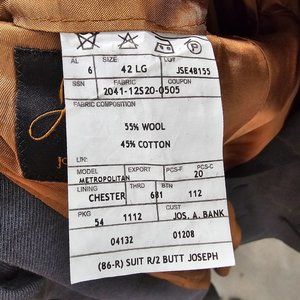 AL SIZE: LOT:
6 42 LG JSE48155
SSN FABRIC COUPON
2041-12S20-0505
FABRIC COMPOSITION
55% WOOL
45% COTTON
LIN:
MODEL EXPORT PCS-F PCS-C
METROPOLITAN 20
LINING THRD BTN
CHESTER 681 112
PKG CUST
54 1112 JOS. A. BANK
04132 01208
(86-R) SUIT R/2 BUTT JOSEPH